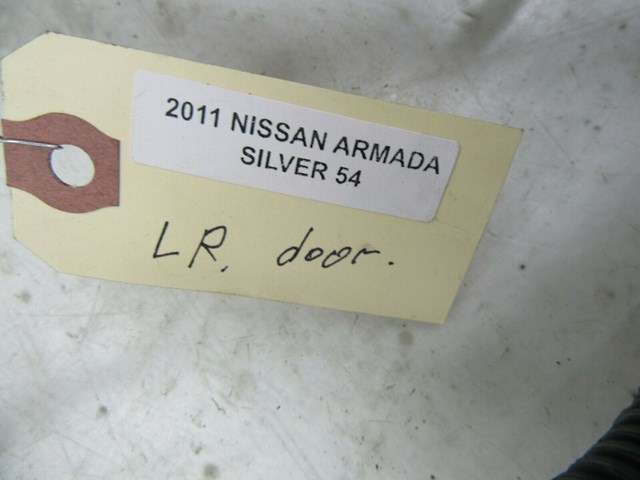 2011 NISSAN ARMADA
SILVER 54
LR. door.